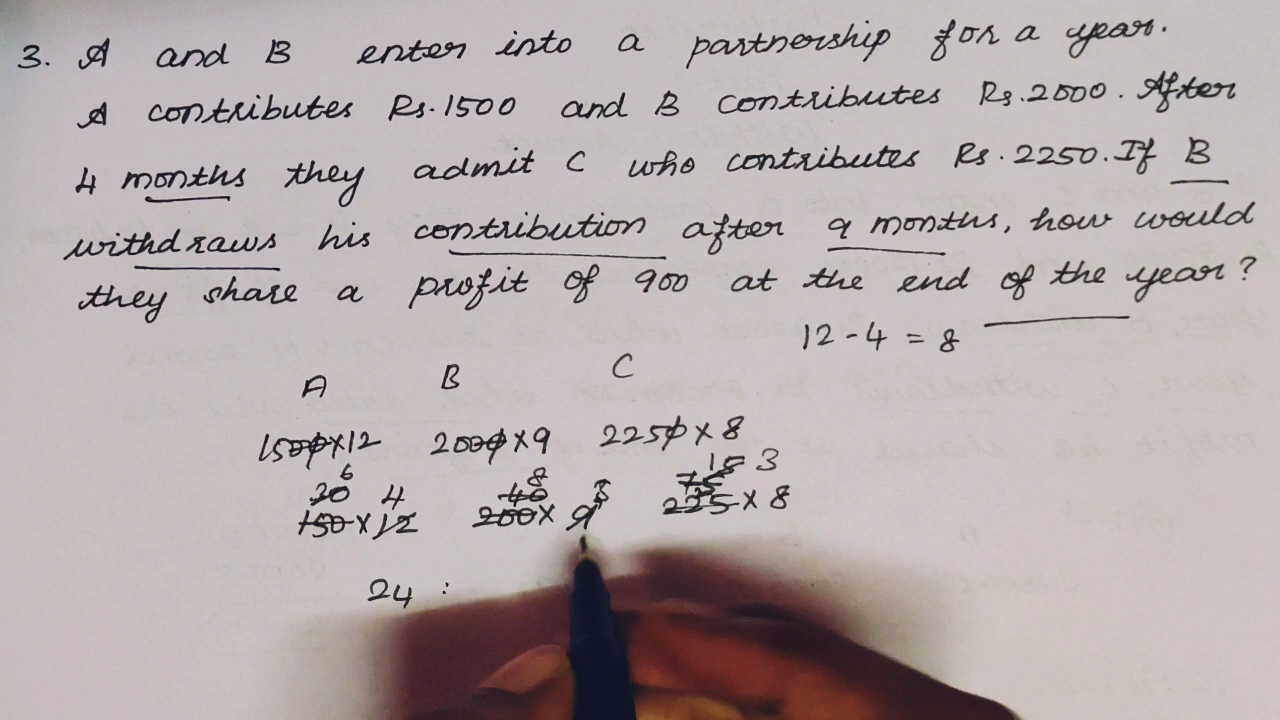 3. A and B enter into a partnership for a year.
A contributes Rs.1500 and B contributes Rs.2000. After
4 months they admit C who contributes Rs.2250. If B
withdraws his contribution after 9 months, how would
they share a profit of 900 at the end of the year?
12-4 = 8
A B C
1500×12 2000×9 2250×8
6 8 15 3
30 4 40 3 75
150×12 200×9 225×8
24 :